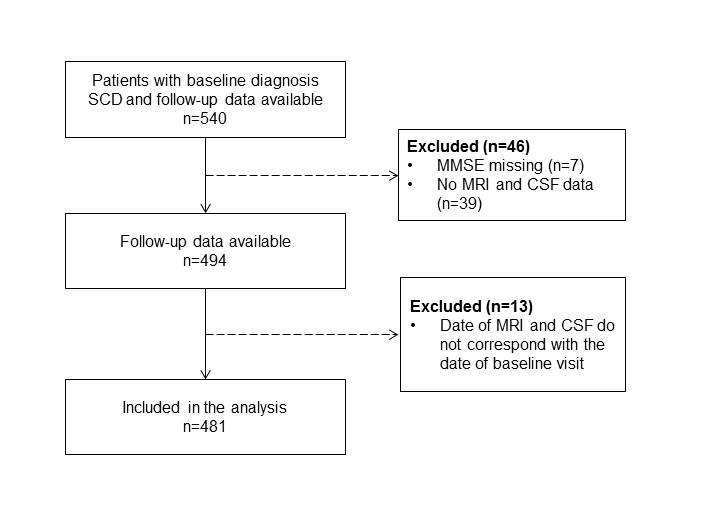 Patients with baseline diagnosis
SCD and follow-up data available
n=540
Excluded (n=46)
• MMSE missing (n=7)
• No MRI and CSF data
(n=39)
Follow-up data available
n=494
Excluded (n=13)
• Date of MRI and CSF do
not correspond with the
date of baseline visit
Included in the analysis
n=481